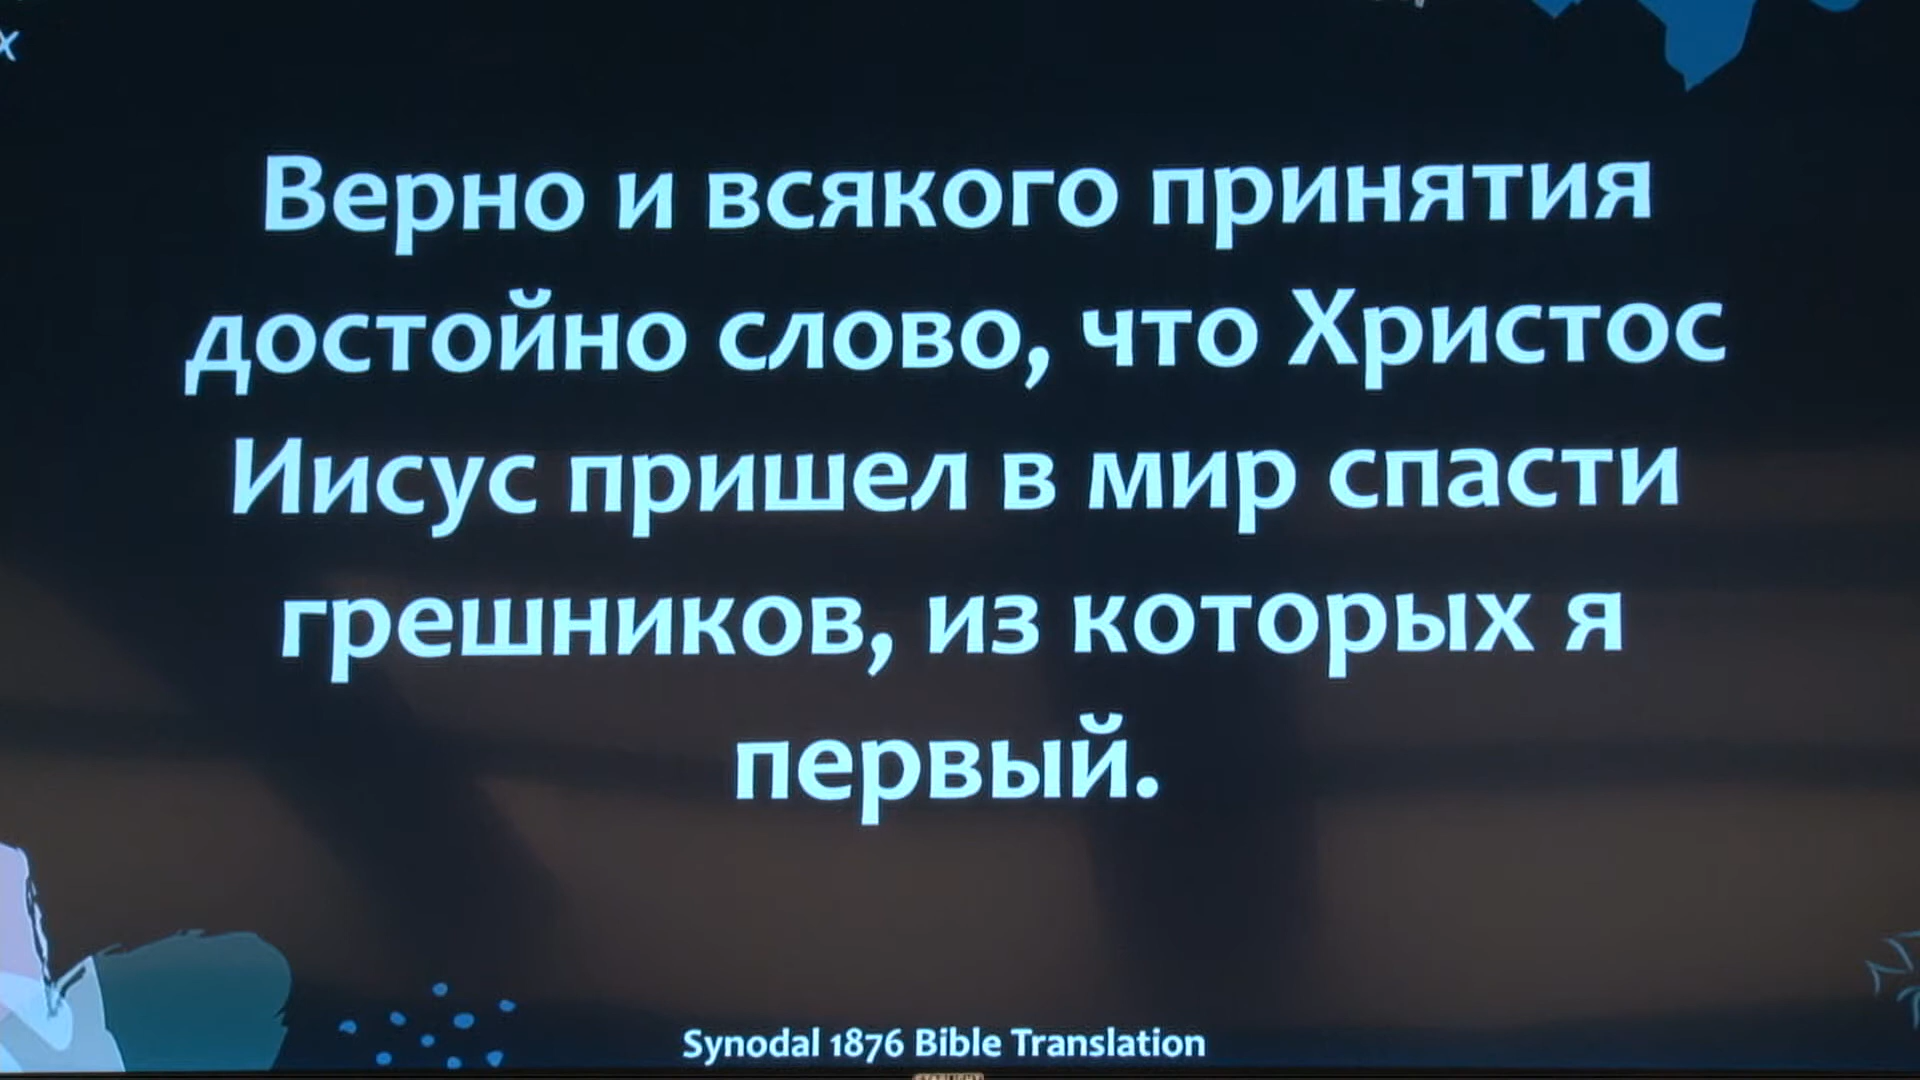 х
Верно и всякого принятия
достойно слово, что Христос
Иисус пришел в мир спасти
грешников, из которых я
первый.
Synodal 1876 Bible Translation